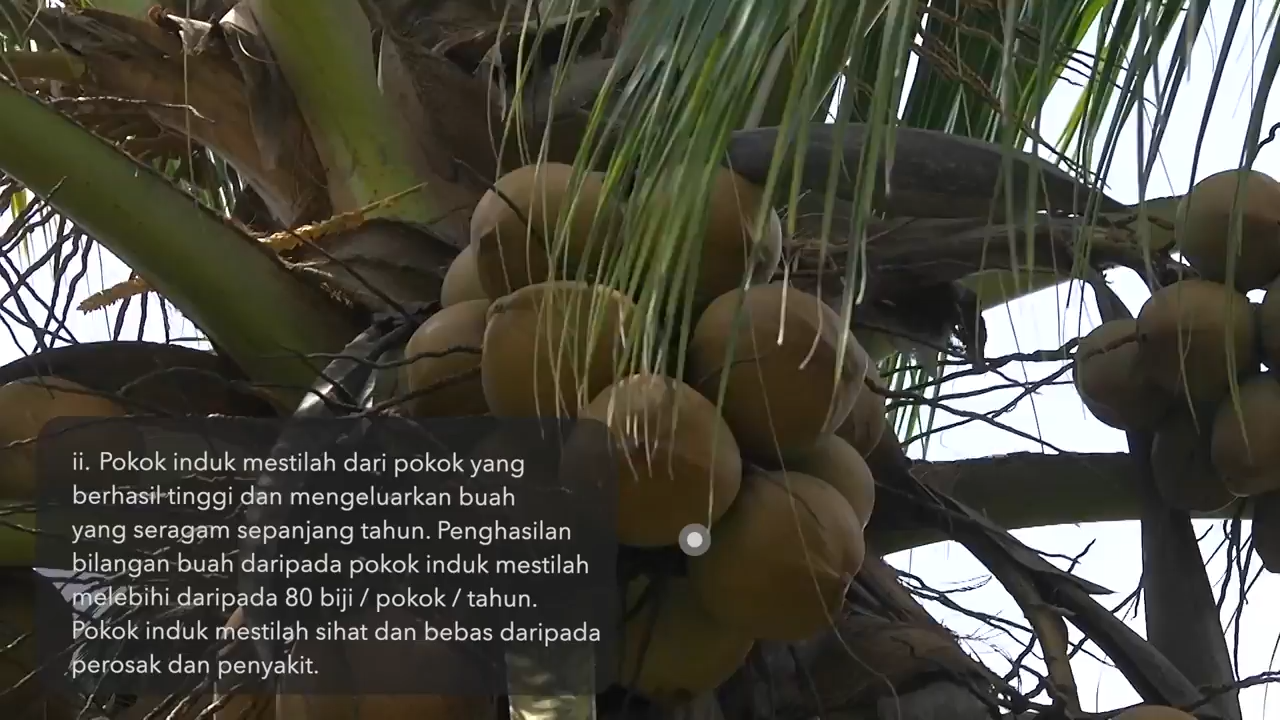 ii. Pokok induk mestilah dari pokok yang
berhasil tinggi dan mengeluarkan buah
yang seragam sepanjang tahun. Penghasilan
bilangan buah daripada pokok induk mestilah
melebihi daripada 80 biji / pokok / tahun.
Pokok induk mestilah sihat dan bebas daripada
perosak dan penyakit.